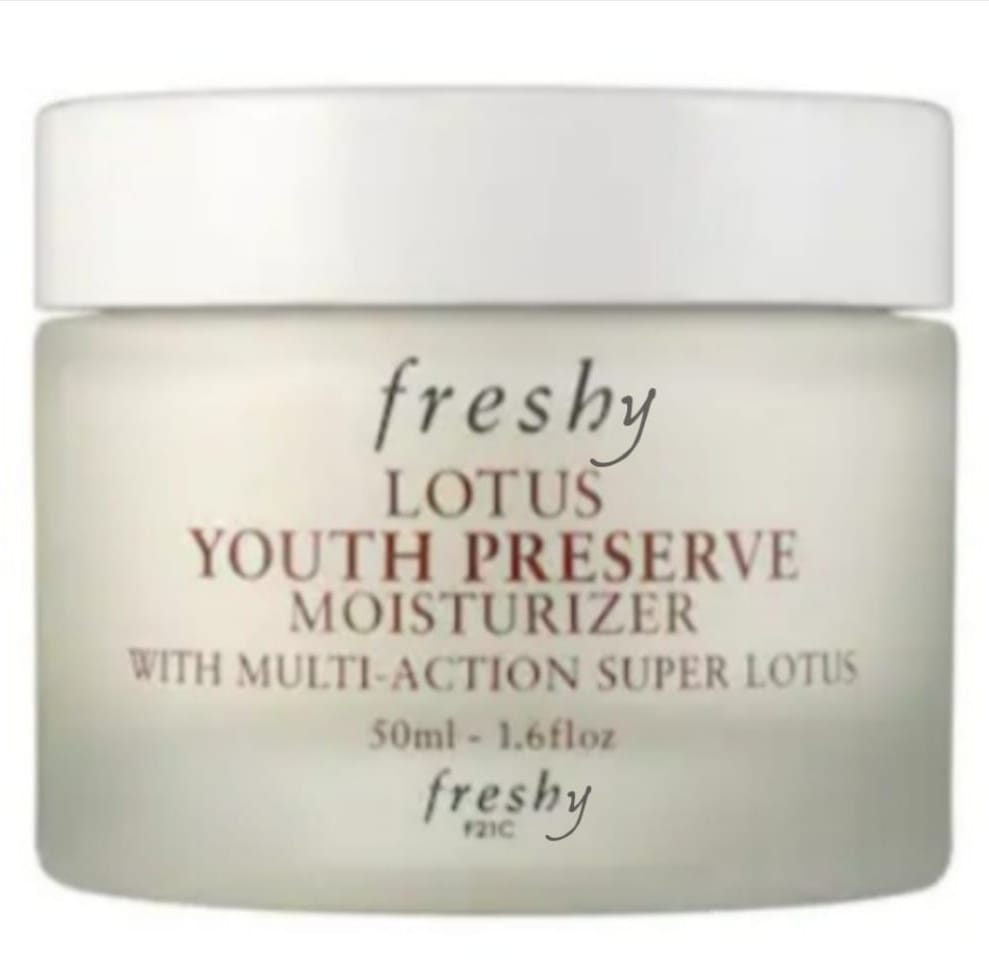 freshy
LOTUS
YOUTH PRESERVE
MOISTURIZER
WITH MULTI-ACTION SUPER LOTUS
50ml - 1.6floz
freshy
F21C